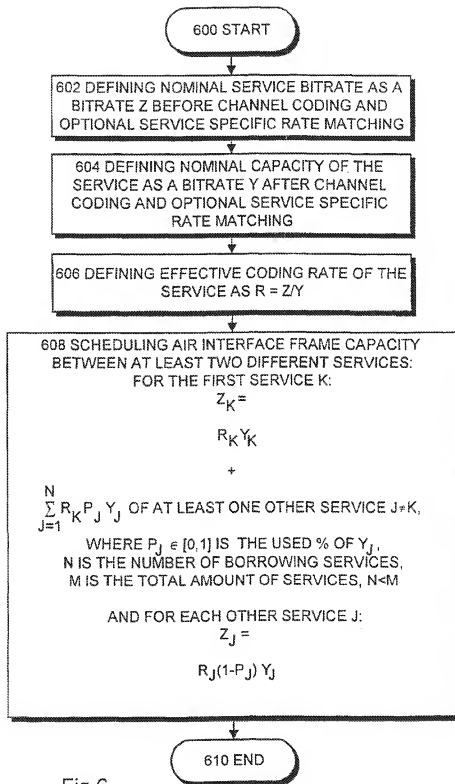 600 START
602 DEFINING NOMINAL SERVICE BITRATE AS A
BITRATE Z BEFORE CHANNEL CODING AND
OPTIONAL SERVICE SPECIFIC RATE MATCHING
604 DEFINING NOMINAL CAPACITY OF THE
SERVICE AS A BITRATE Y AFTER CHANNEL
CODING AND OPTIONAL SERVICE SPECIFIC
RATE MATCHING
606 DEFINING EFFECTIVE CODING RATE OF THE
SERVICE AS R = Z/Y
608 SCHEDULING AIR INTERFACE FRAME CAPACITY
BETWEEN AT LEAST TWO DIFFERENT SERVICES:
FOR THE FIRST SERVICE K:
Z_K =
R_K Y_K
+
N
∑ R_K P_J Y_J OF AT LEAST ONE OTHER SERVICE J≠K,
J=1
WHERE P_J ∈ [0,1] IS THE USED % OF Y_J,
N IS THE NUMBER OF BORROWING SERVICES,
M IS THE TOTAL AMOUNT OF SERVICES, N<M
AND FOR EACH OTHER SERVICE J:
Z_J =
R_J (1-P_J) Y_J
610 END
Fig 6